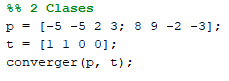 %% 2 Clases
p = [-5 -5 2 3; 8 9 -2 -3];
t = [1 1 0 0];
converger(p, t);